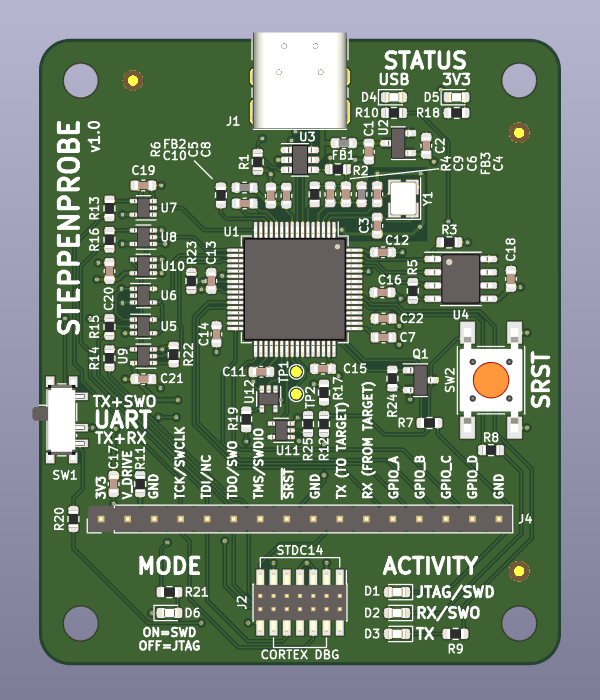 STATUS
USB 3V3
D4 D5
R10 R18
J1
STEPPENPROBE
v1.0
R6 FB2
C10 C5 C8
U3
R1
FB1
C1
U2
C2
R2
R4 C9 C6 FB3 C4
Y1
C3
C19
R13
U7
R16
U8
U10
C20
U6
R15
U5
R14
U9
R22
C21
R23
C13
U1
C14
C12
R3
R5
C16
C18
U4
C22
C7
C11
TP1
C15
TP2
U12
R17
R19
U11
R25
R12
Q1
R24
R7
SW2
SRST
R8
TX+SWO
UART
TX+RX
SW1
C17
R11
R20
3V3
V_DRIVE
GND
TCK/SWCLK
TDI/NC
TDO/SWO
TMS/SWDIO
SRST
GND
TX (TO TARGET)
RX (FROM TARGET)
GPIO_A
GPIO_B
GPIO_C
GPIO_D
GND
J4
MODE
R21
D6
ON=SWD
OFF=JTAG
STDC14
J2
CORTEX DBG
ACTIVITY
D1 JTAG/SWD
D2 RX/SWO
D3 TX
R9